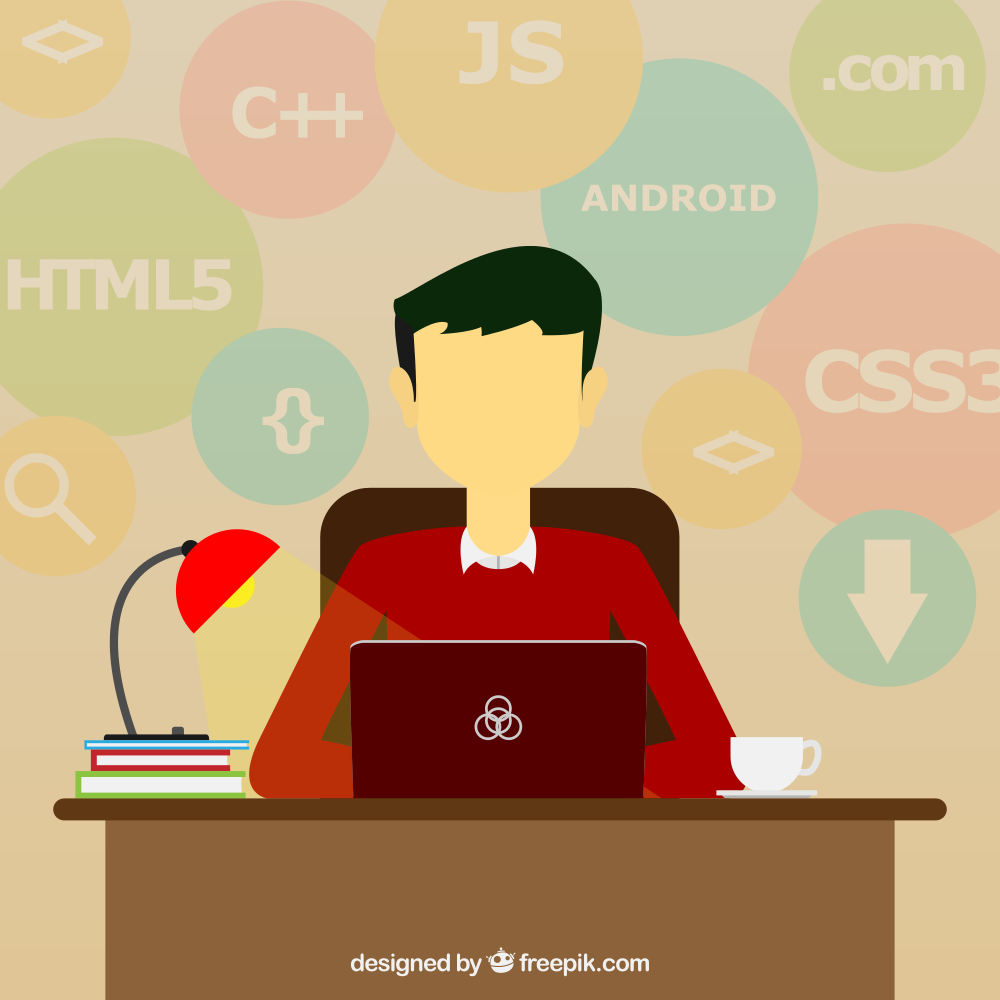 <>
C++
JS
.com
ANDROID
HTML5
CSS3
{}
<>
designed by freepik.com